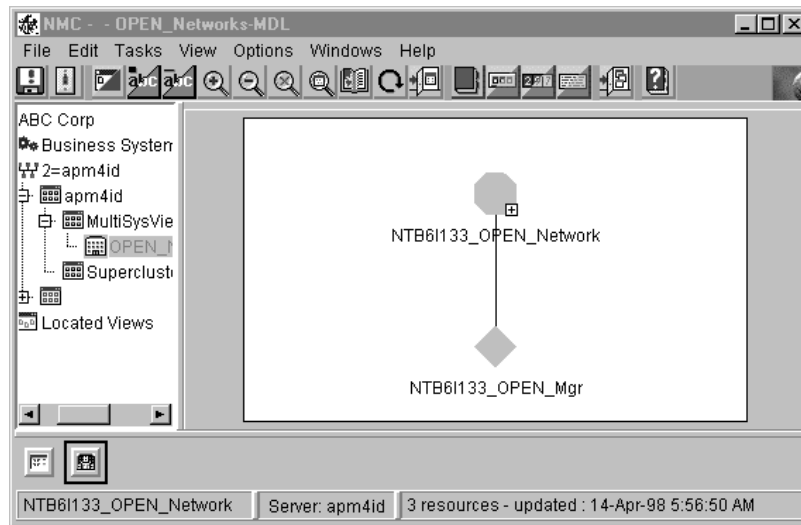 NMC - - OPEN_Networks-MDL
File Edit Tasks View Options Windows Help
ABC Corp
Business System
2=apm4id
apm4id
MultiSysVie
OPEN_N
Superclust
Located Views
NTB6I133_OPEN_Network
NTB6I133_OPEN_Mgr
NTB6I133_OPEN_Network
Server: apm4id
3 resources - updated : 14-Apr-98 5:56:50 AM